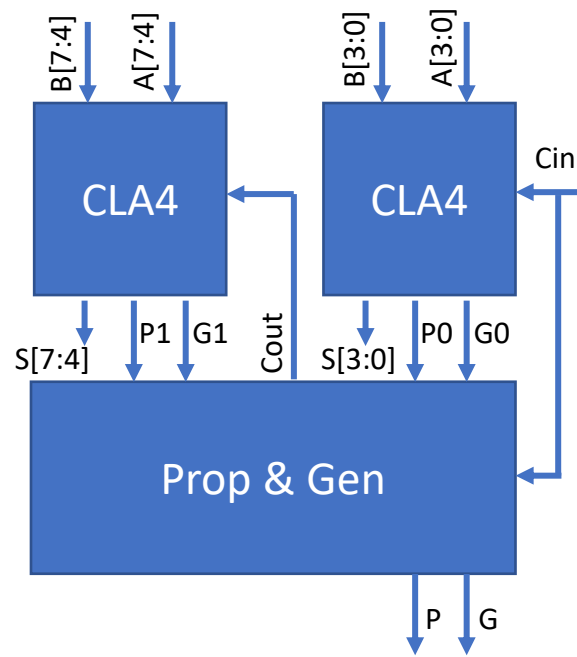 B[7:4]
A[7:4]
B[3:0]
A[3:0]
Cin
CLA4
CLA4
S[7:4]
P1
G1
Cout
S[3:0]
P0
G0
Prop & Gen
P
G